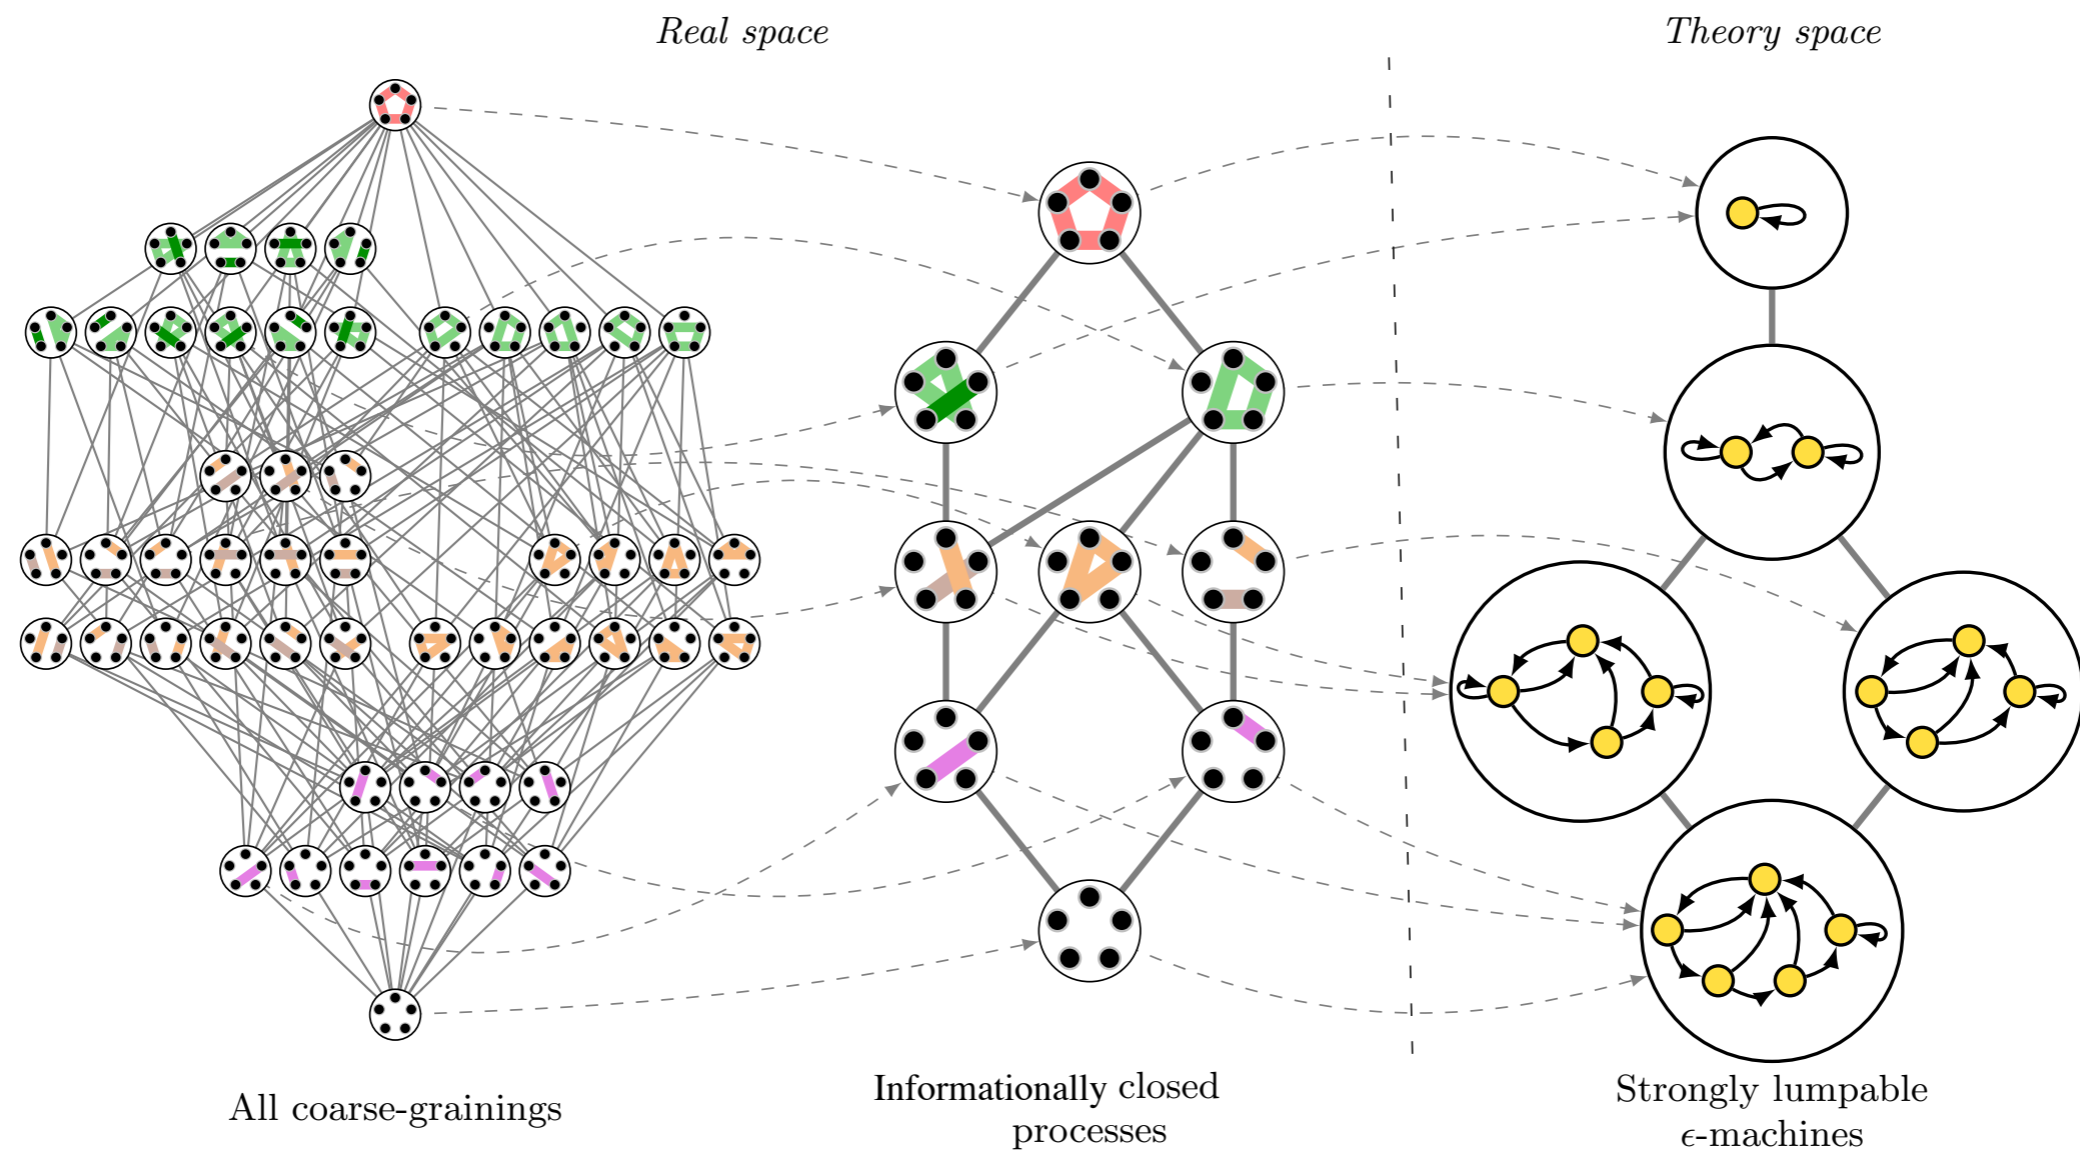 Real space
Theory space
All coarse-grainings
Informationally closed
processes
Strongly lumpable
ϵ-machines